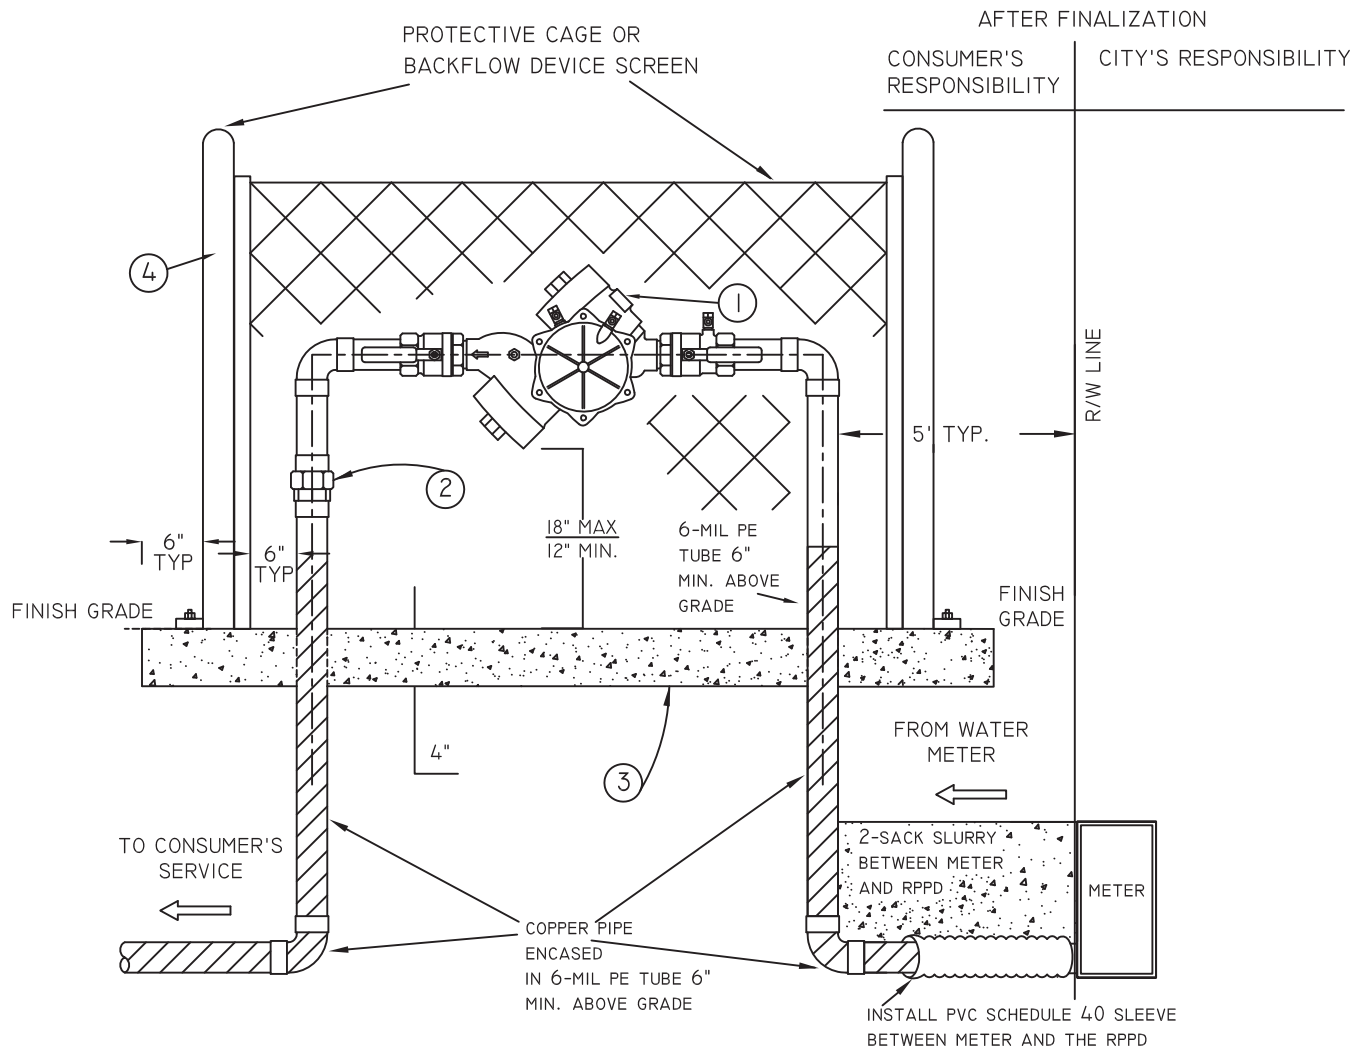 AFTER FINALIZATION
PROTECTIVE CAGE OR
BACKFLOW DEVICE SCREEN
CONSUMER'S
RESPONSIBILITY
CITY'S RESPONSIBILITY
4
1
R/W LINE
5' TYP.
2
18" MAX
12" MIN.
6-MIL PE
TUBE 6"
MIN. ABOVE
GRADE
6"
TYP
6"
TYP
FINISH GRADE
FINISH
GRADE
4"
3
FROM WATER
METER
TO CONSUMER'S
SERVICE
2-SACK SLURRY
BETWEEN METER
AND RPPD
METER
COPPER PIPE
ENCASED
IN 6-MIL PE TUBE 6"
MIN. ABOVE GRADE
INSTALL PVC SCHEDULE 40 SLEEVE
BETWEEN METER AND THE RPPD